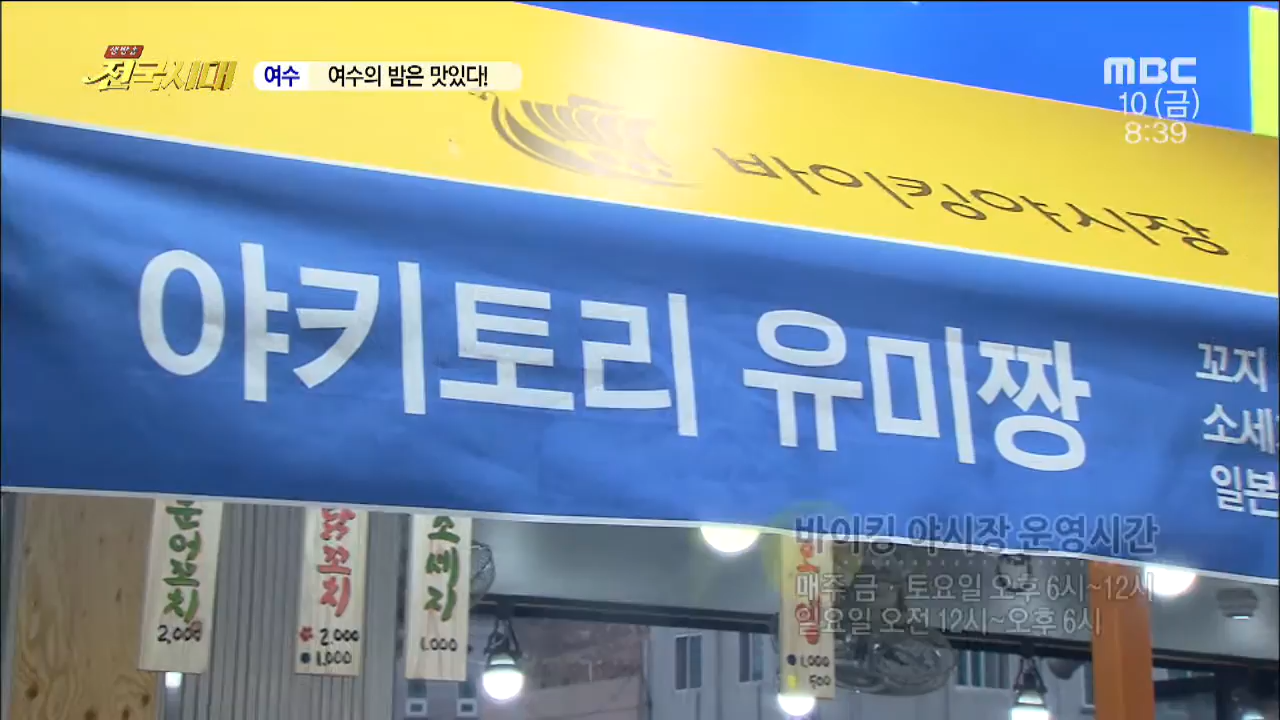 생방송
전국시대
여수 여수의 밤은 맛있다!
MBC
10 (금)
8:39
바이킹야시장
야키토리 유미짱
꼬지
소세
일본
문어꼬치
2,000
닭꼬치
2,000
1,000
소세지
1,000
1,000
500
바이킹 야시장 운영시간
매주 금 토요일 오후 6시~12시
일요일 오전 12시~오후 6시